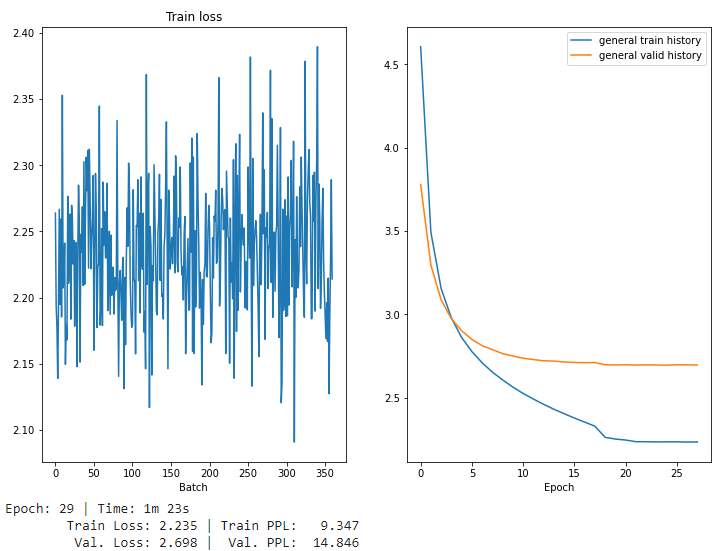 Train loss
2.40
2.35
2.30
2.25
2.20
2.15
2.10
0 50 100 150 200 250 300 350
Batch
general train history
general valid history
4.5
4.0
3.5
3.0
2.5
0 5 10 15 20 25
Epoch
Epoch: 29 | Time: 1m 23s
Train Loss: 2.235 | Train PPL: 9.347
Val. Loss: 2.698 | Val. PPL: 14.846